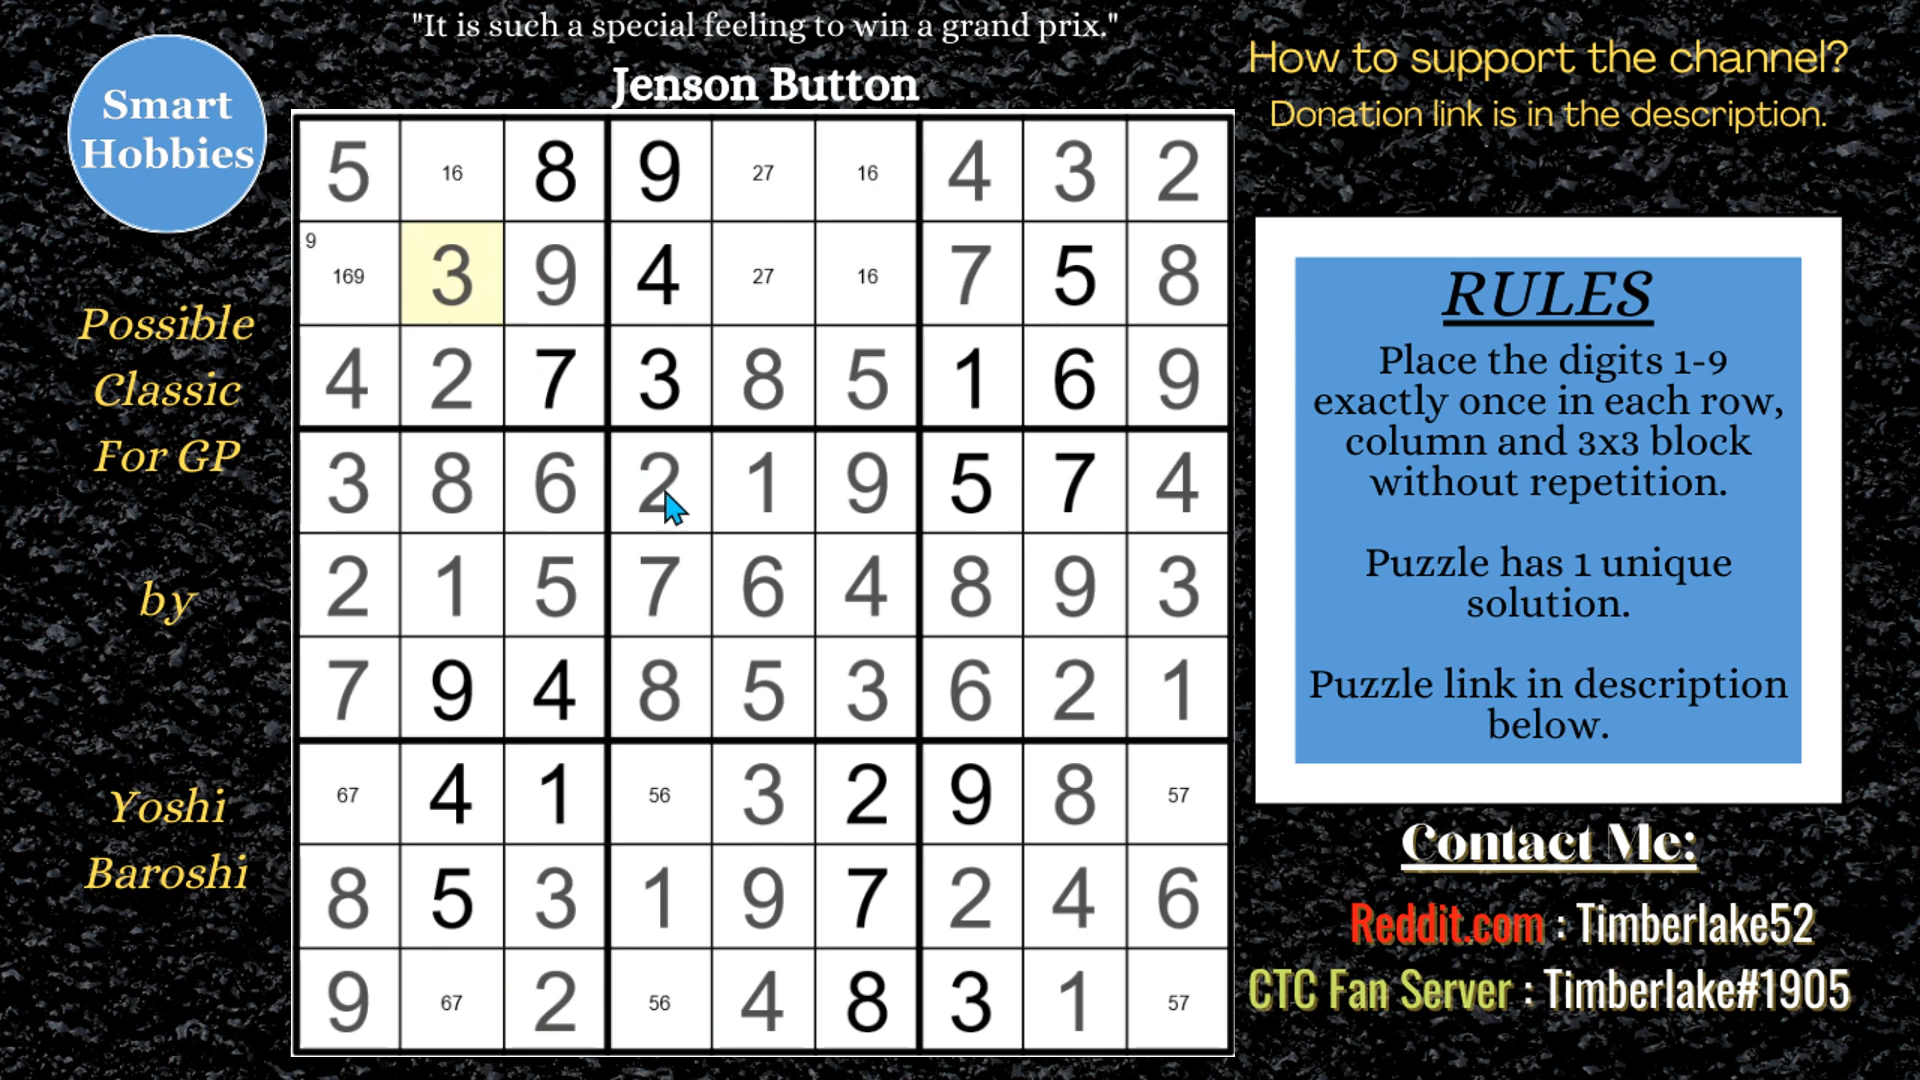 "It is such a special feeling to win a grand prix."
Jenson Button
Smart
Hobbies
Possible
Classic
For GP
by
Yoshi
Baroshi
5 16 8 9 27 16 4 3 2
9
169 3 9 4 27 16 7 5 8
4 2 7 3 8 5 1 6 9
3 8 6 2 1 9 5 7 4
2 1 5 7 6 4 8 9 3
7 9 4 8 5 3 6 2 1
67 4 1 56 3 2 9 8 57
8 5 3 1 9 7 2 4 6
9 67 2 56 4 8 3 1 57
How to support the channel?
Donation link is in the description.
RULES
Place the digits 1-9
exactly once in each row,
column and 3x3 block
without repetition.
Puzzle has 1 unique
solution.
Puzzle link in description
below.
Contact Me:
Reddit.com : Timberlake52
CTC Fan Server : Timberlake#1905